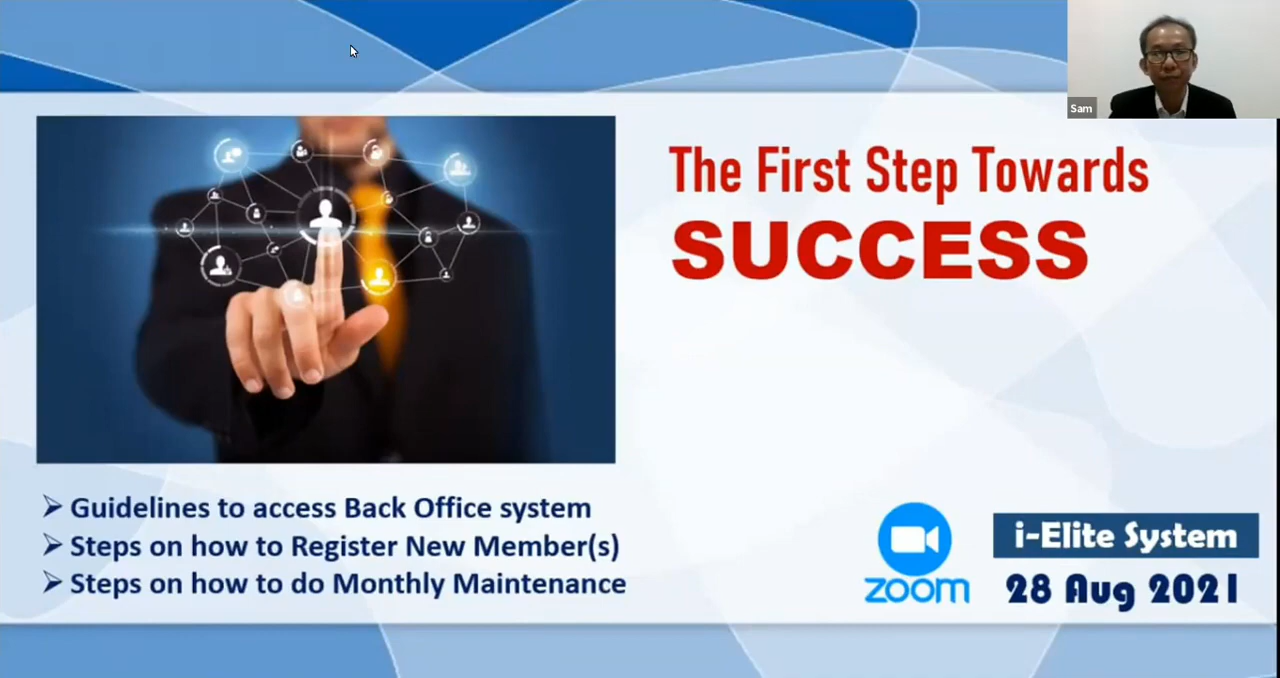 Sam
The First Step Towards
SUCCESS
➢ Guidelines to access Back Office system
➢ Steps on how to Register New Member(s)
➢ Steps on how to do Monthly Maintenance
zoom
i-Elite System
28 Aug 2021